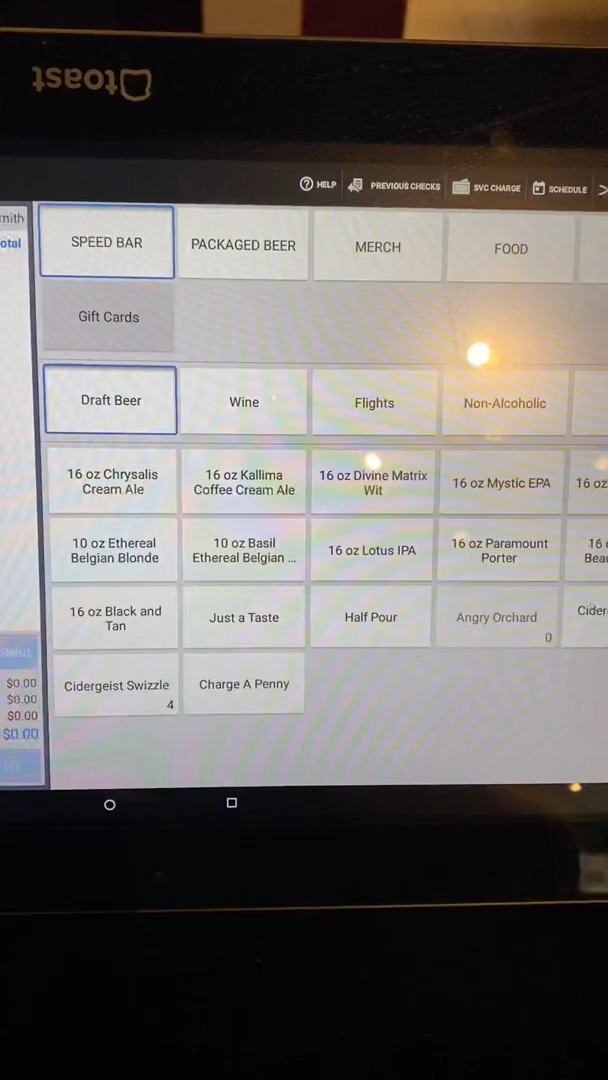 toast
HELP
PREVIOUS CHECKS
SVC CHARGE
SCHEDULE
mith
otal
SPEED BAR
PACKAGED BEER
MERCH
FOOD
Gift Cards
Draft Beer
Wine
Flights
Non-Alcoholic
16 oz Chrysalis
Cream Ale
16 oz Kallima
Coffee Cream Ale
16 oz Divine Matrix
Wit
16 oz Mystic EPA
16 oz
10 oz Ethereal
Belgian Blonde
10 oz Basil
Ethereal Belgian ...
16 oz Lotus IPA
16 oz Paramount
Porter
16
Beau
16 oz Black and
Tan
Just a Taste
Half Pour
Angry Orchard
0
Cider
Cidergeist Swizzle
4
Charge A Penny
Send
$0.00
$0.00
$0.00
$0.00